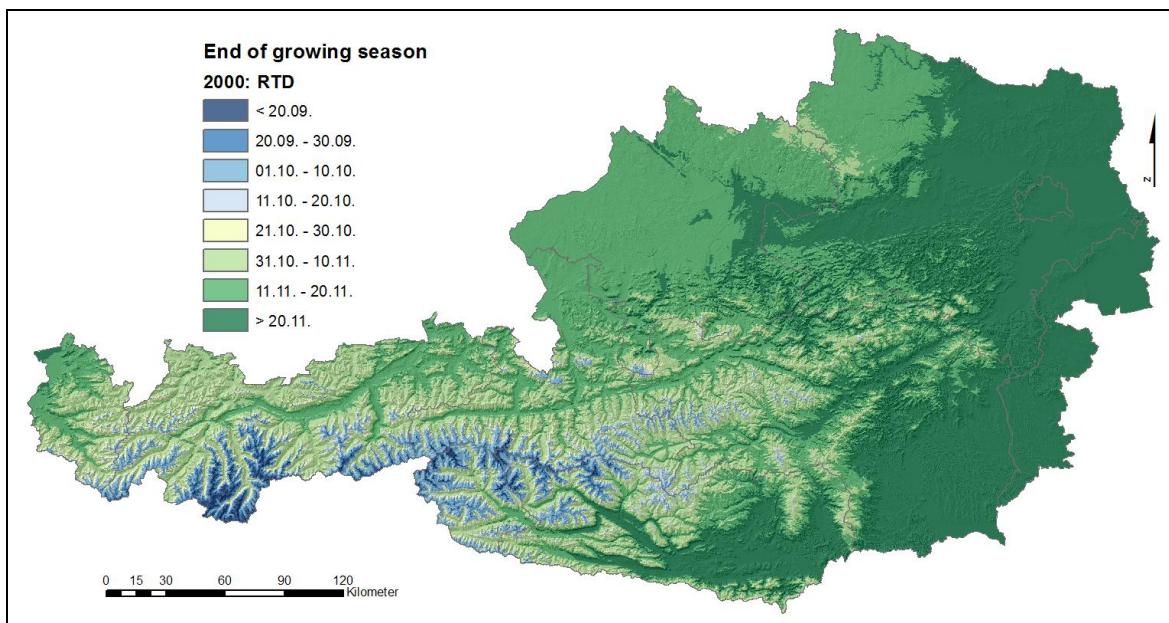 End of growing season
2000: RTD
< 20.09.
20.09. - 30.09.
01.10. - 10.10.
11.10. - 20.10.
21.10. - 30.10.
31.10. - 10.11.
11.11. - 20.11.
> 20.11.
N
0 15 30 60 90 120
Kilometer